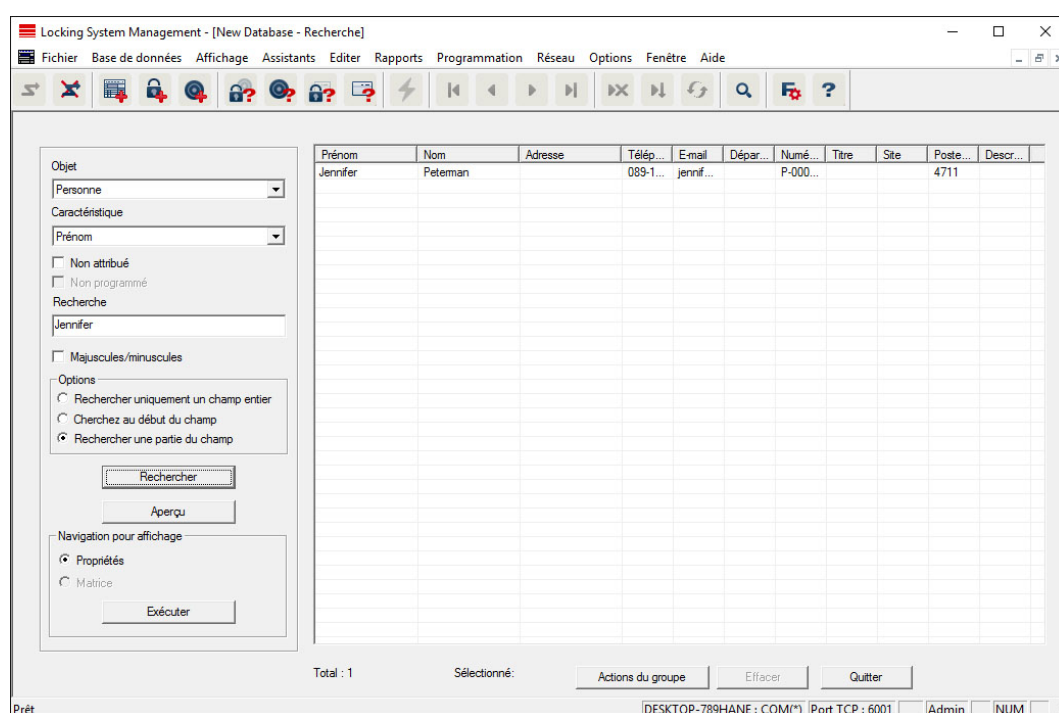 Locking System Management - [New Database - Recherche]
Fichier Base de données Affichage Assistants Editer Rapports Programmation Réseau Options Fenêtre Aide
Objet
Personne
Caractéristique
Prénom
Non attribué
Non programmé
Recherche
Jennifer
Majuscules/minuscules
Options
Rechercher uniquement un champ entier
Cherchez au début du champ
Rechercher une partie du champ
Rechercher
Aperçu
Navigation pour affichage
Propriétés
Matrice
Exécuter
Prénom Nom Adresse Télép... E-mail Dépar... Numé... Titre Site Poste... Descr...
Jennifer Peterman 089-1... jennif... P-000... 4711
Total : 1 Sélectionné: Actions du groupe Effacer Quitter
Prêt DESKTOP-789HANE : COM(*) Port TCP : 6001 Admin NUM